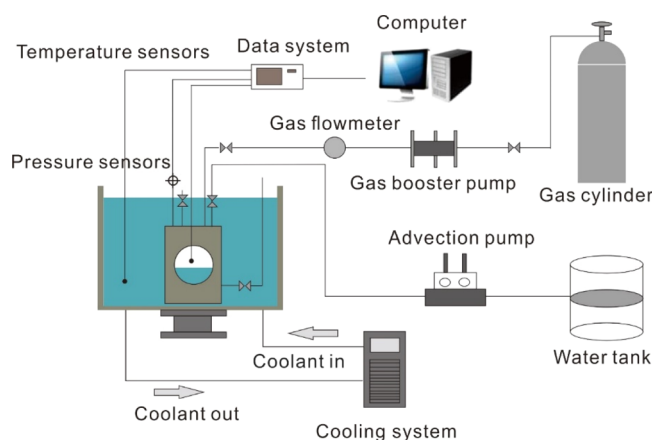 Temperature sensors
Data system
Computer
Gas flowmeter
Pressure sensors
Gas booster pump
Gas cylinder
Advection pump
Coolant in
Water tank
Coolant out
Cooling system